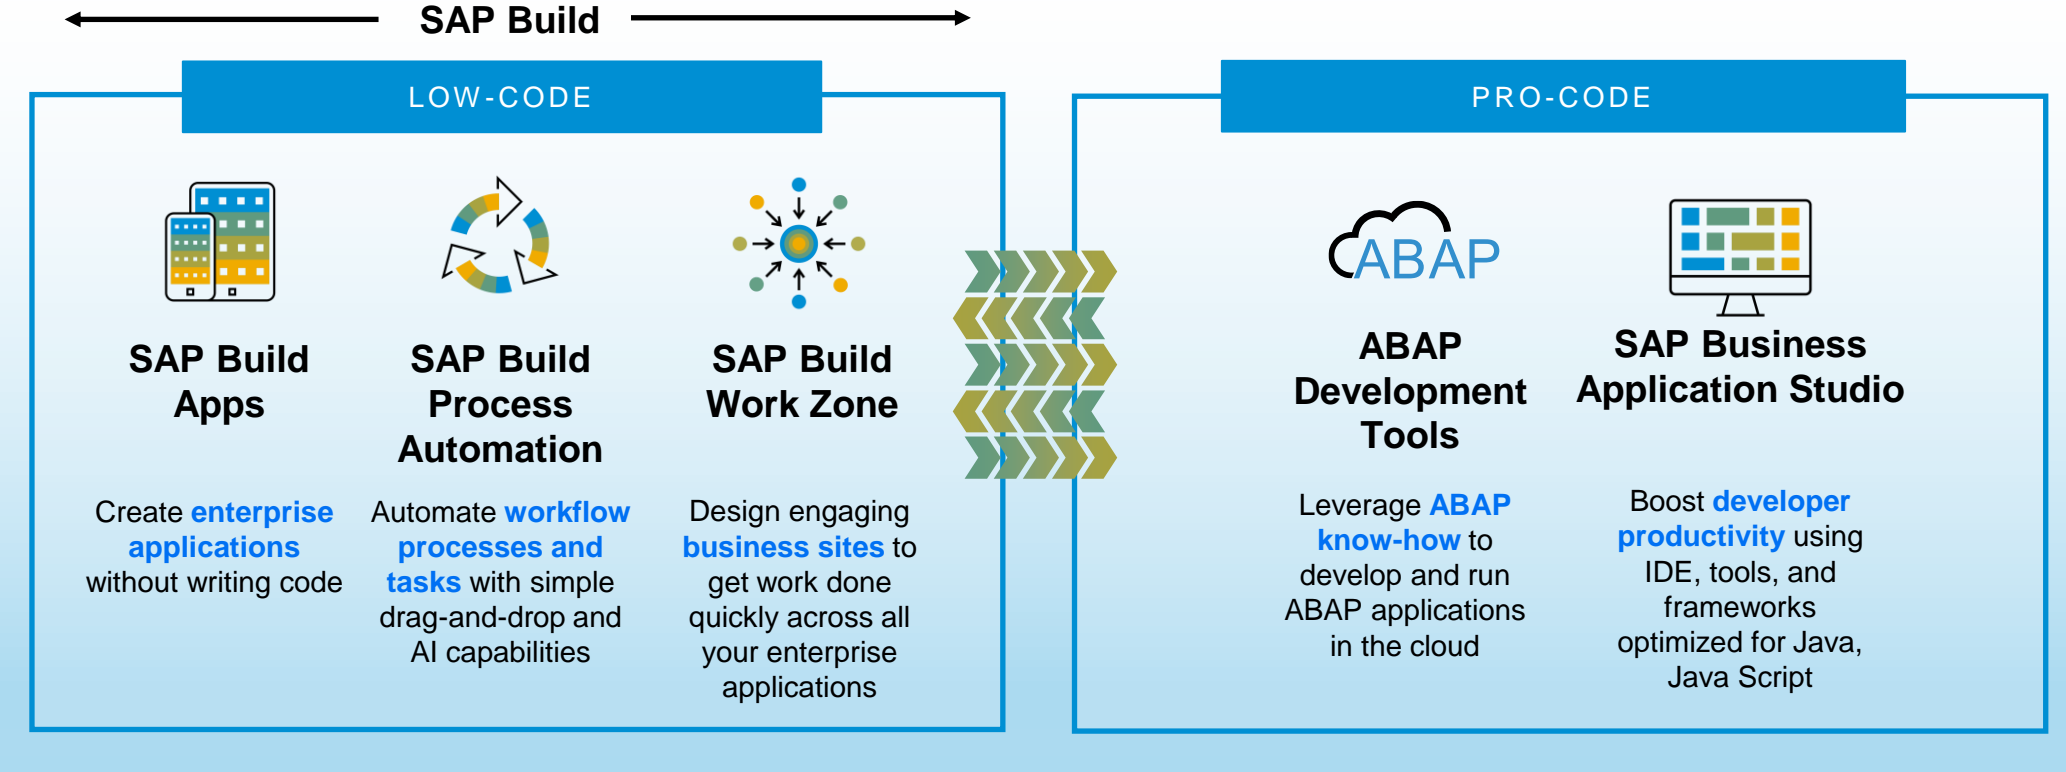 SAP Build
LOW-CODE
SAP Build
Apps
Create enterprise
applications
without writing code
SAP Build
Process
Automation
Automate workflow
processes and
tasks with simple
drag-and-drop and
AI capabilities
SAP Build
Work Zone
Design engaging
business sites to
get work done
quickly across all
your enterprise
applications
PRO-CODE
ABAP
ABAP
Development
Tools
Leverage ABAP
know-how to
develop and run
ABAP applications
in the cloud
SAP Business
Application Studio
Boost developer
productivity using
IDE, tools, and
frameworks
optimized for Java,
Java Script